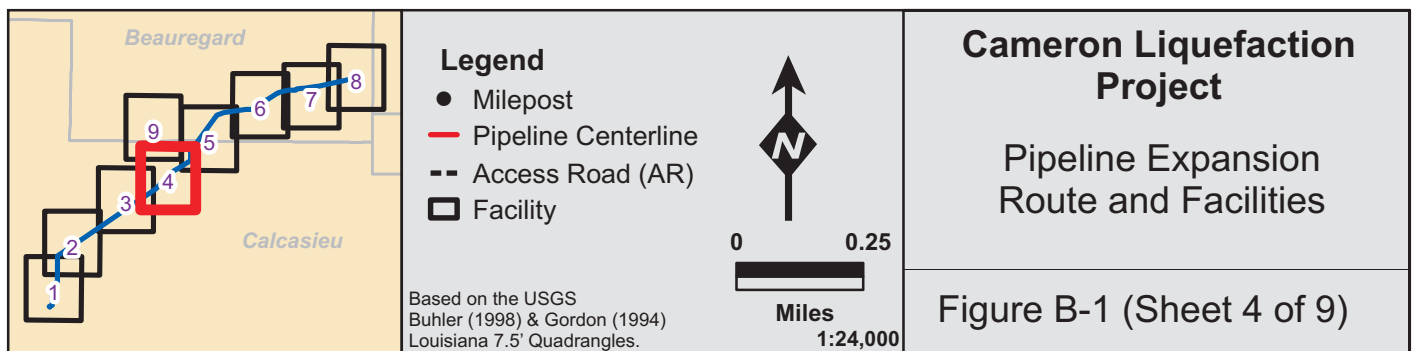 Beauregard
8
7
6
9
5
4
3
Calcasieu
2
1
Legend
Milepost
Pipeline Centerline
Access Road (AR)
Facility
Based on the USGS
Buhler (1998) & Gordon (1994)
Louisiana 7.5' Quadrangles.
N
0 0.25
Miles
1:24,000
Cameron Liquefaction
Project
Pipeline Expansion
Route and Facilities
Figure B-1 (Sheet 4 of 9)